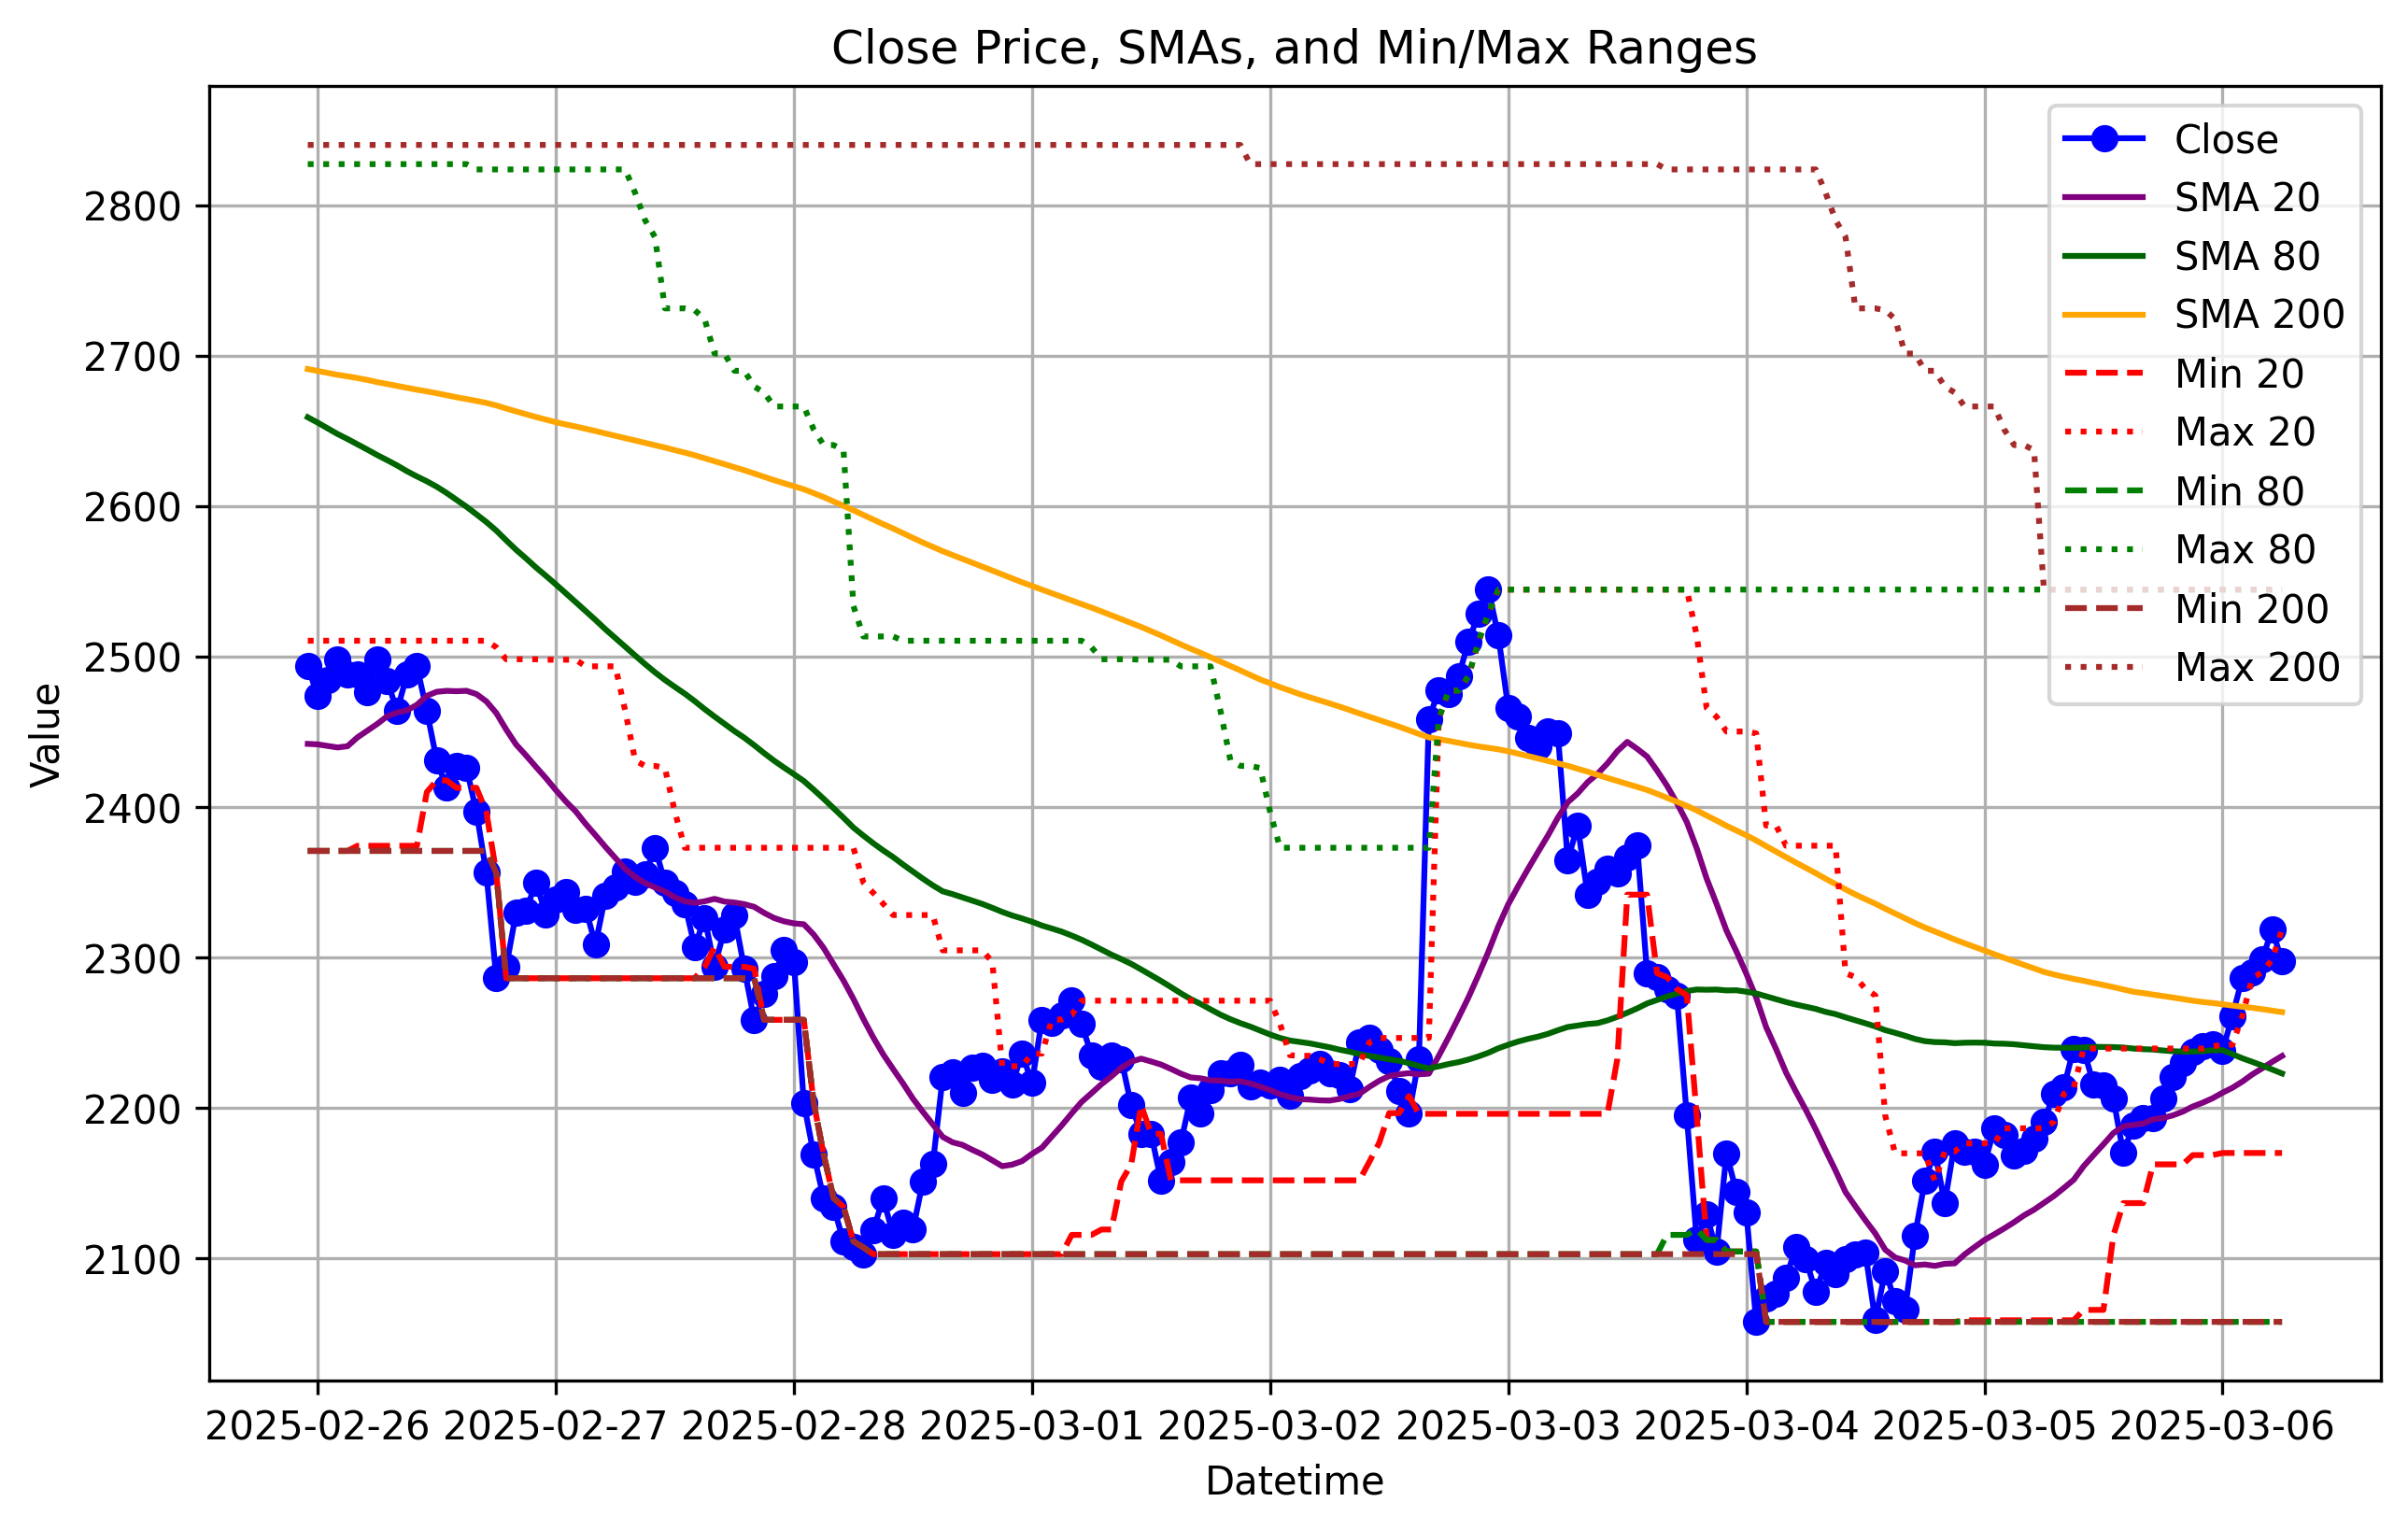 Close Price, SMAs, and Min/Max Ranges
Close
SMA 20
SMA 80
SMA 200
Min 20
Max 20
Min 80
Max 80
Min 200
Max 200
Value
2800
2700
2600
2500
2400
2300
2200
2100
2025-02-26 2025-02-27 2025-02-28 2025-03-01 2025-03-02 2025-03-03 2025-03-04 2025-03-05 2025-03-06
Datetime